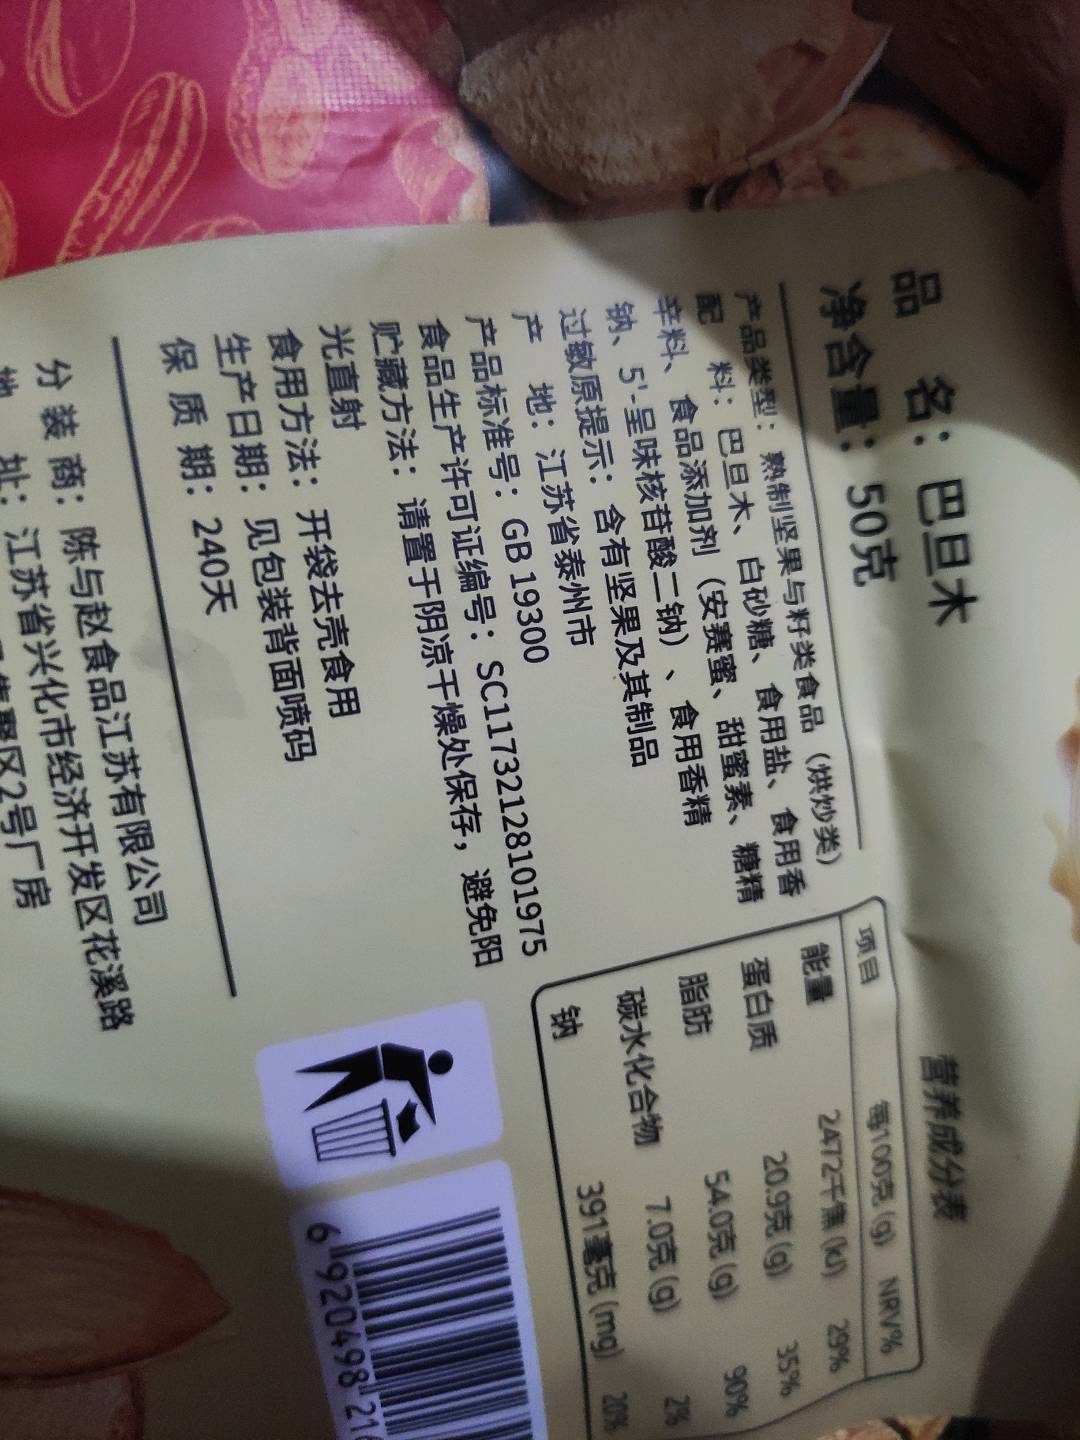 品 名：巴旦木
净含量：50克
产品类型：熟制坚果与籽类食品（烘炒类）
配 料：巴旦木、白砂糖、食用盐、食用香
辛料、食品添加剂（安赛蜜、甜蜜素、糖精
钠、5'-呈味核苷酸二钠）、食用香精
过敏原提示：含有坚果及其制品
产 地：江苏省泰州市
产品标准号：GB 19300
食品生产许可证编号：SC11732128101975
贮藏方法：请置于阴凉干燥处保存，避免阳
光直射
食用方法：开袋去壳食用
生产日期：见包装背面喷码
保 质 期：240天
分 装 商：陈与赵食品江苏有限公司
地 址：江苏省兴化市经济开发区花溪路
集聚区2号厂房
营养成分表
项目 每100克 (g) NRV%
能量 2472千焦 (kJ) 29%
蛋白质 20.9克 (g) 35%
脂肪 54.0克 (g) 90%
碳水化合物 7.0克 (g) 2%
钠 391毫克 (mg) 20%
6 920498 21